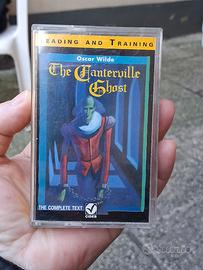 READING AND TRAINING
Oscar Wilde
The Canterville
Ghost
THE COMPLETE TEXT
CIDEB